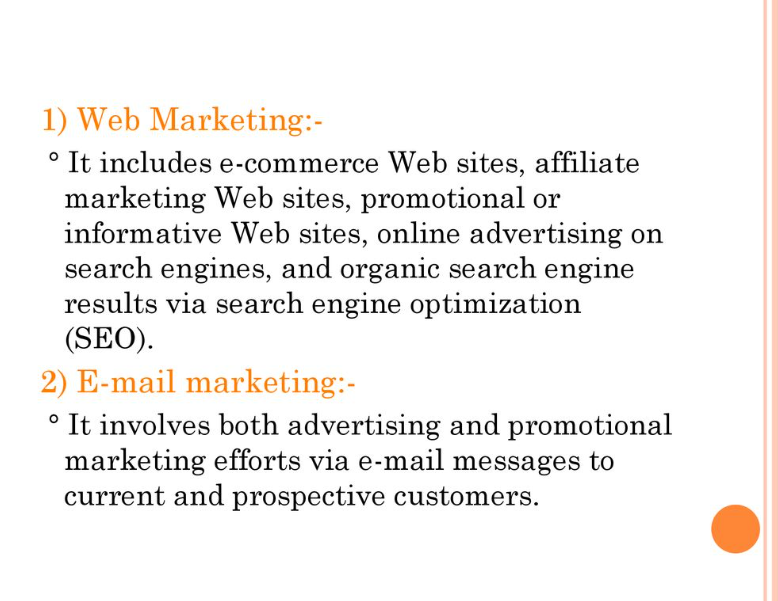 1) Web Marketing:-
° It includes e-commerce Web sites, affiliate
marketing Web sites, promotional or
informative Web sites, online advertising on
search engines, and organic search engine
results via search engine optimization
(SEO).
2) E-mail marketing:-
° It involves both advertising and promotional
marketing efforts via e-mail messages to
current and prospective customers.